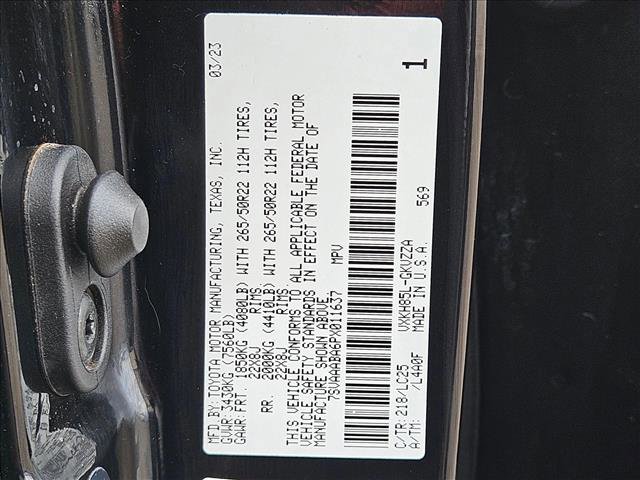 MFD BY: TOYOTA MOTOR MANUFACTURING, TEXAS, INC. 03/23
GVWR: 3430KG (7560LB)
GAWR: FRT. 1850KG (4080LB) WITH 265/50R22 112H TIRES,
22X8J RIMS
RR. 2000KG (4410LB) WITH 265/50R22 112H TIRES,
22X8J RIMS
THIS VEHICLE CONFORMS TO ALL APPLICABLE FEDERAL MOTOR
VEHICLE SAFETY STANDARDS IN EFFECT ON THE DATE OF
MANUFACTURE SHOWN ABOVE.
7SVAAABA6PX011637 MPV
C/TR: 218/LC25 VXKH85L-GKVZZA 569
A/TM: /L4A0F MADE IN U.S.A.
1